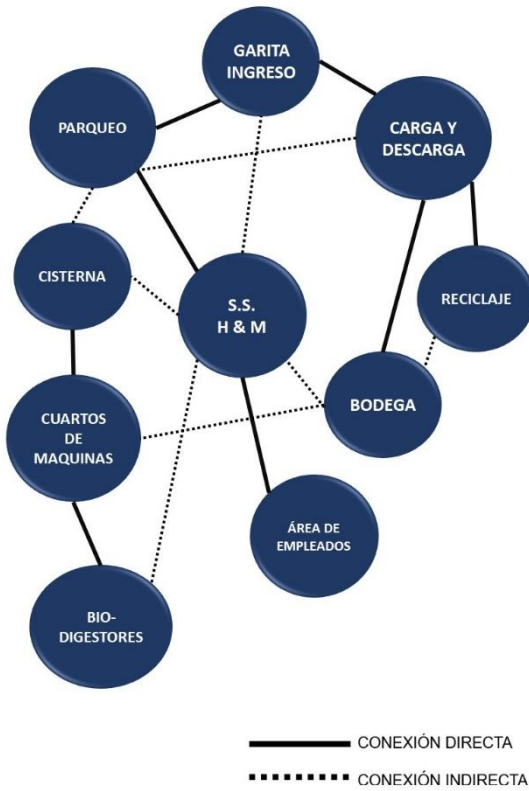 GARITA
INGRESO
PARQUEO
CARGA Y
DESCARGA
CISTERNA
S.S.
H & M
RECICLAJE
CUARTOS
DE
MAQUINAS
BODEGA
ÁREA DE
EMPLEADOS
BIO-
DIGESTORES
CONEXIÓN DIRECTA
CONEXIÓN INDIRECTA